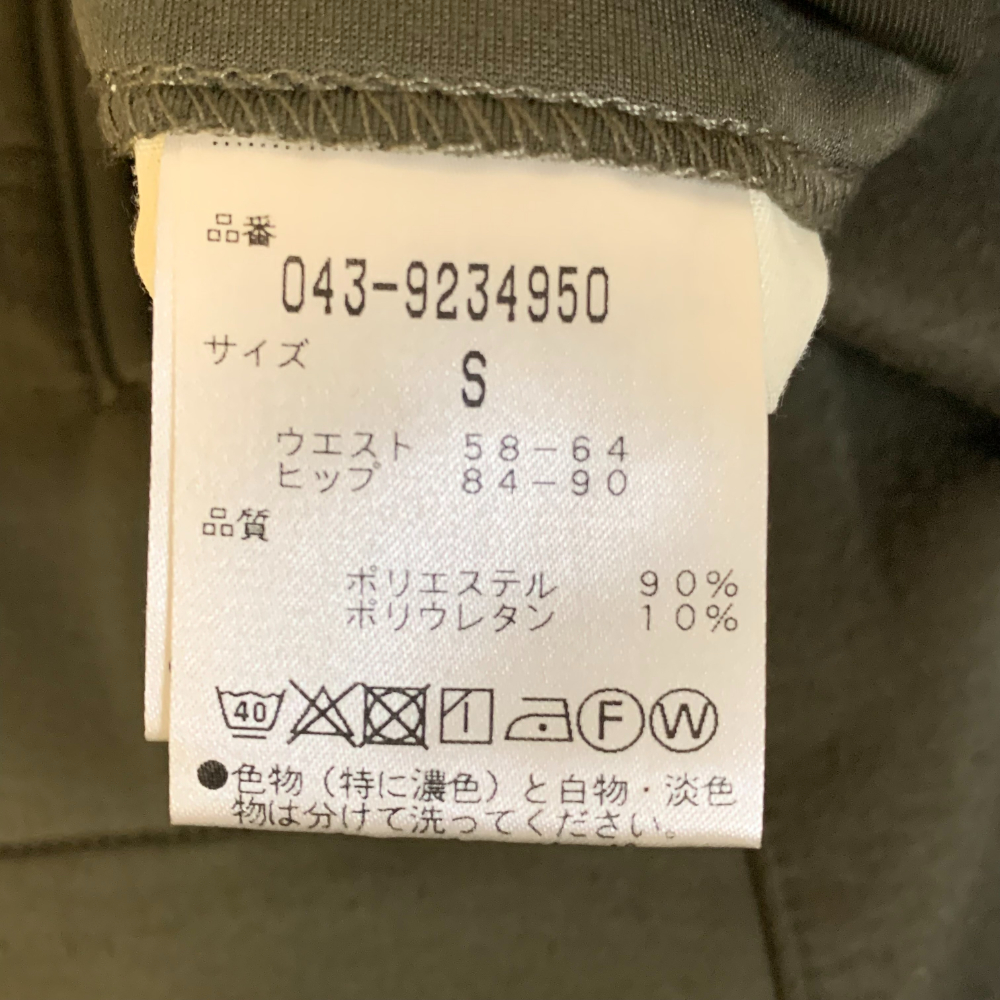 品番
043-9234950
サイズ
S
ウエスト 58-64
ヒップ 84-90
品質
ポリエステル 90%
ポリウレタン 10%
40 F W
●色物(特に濃色)と白物・淡色
物は分けて洗ってください。